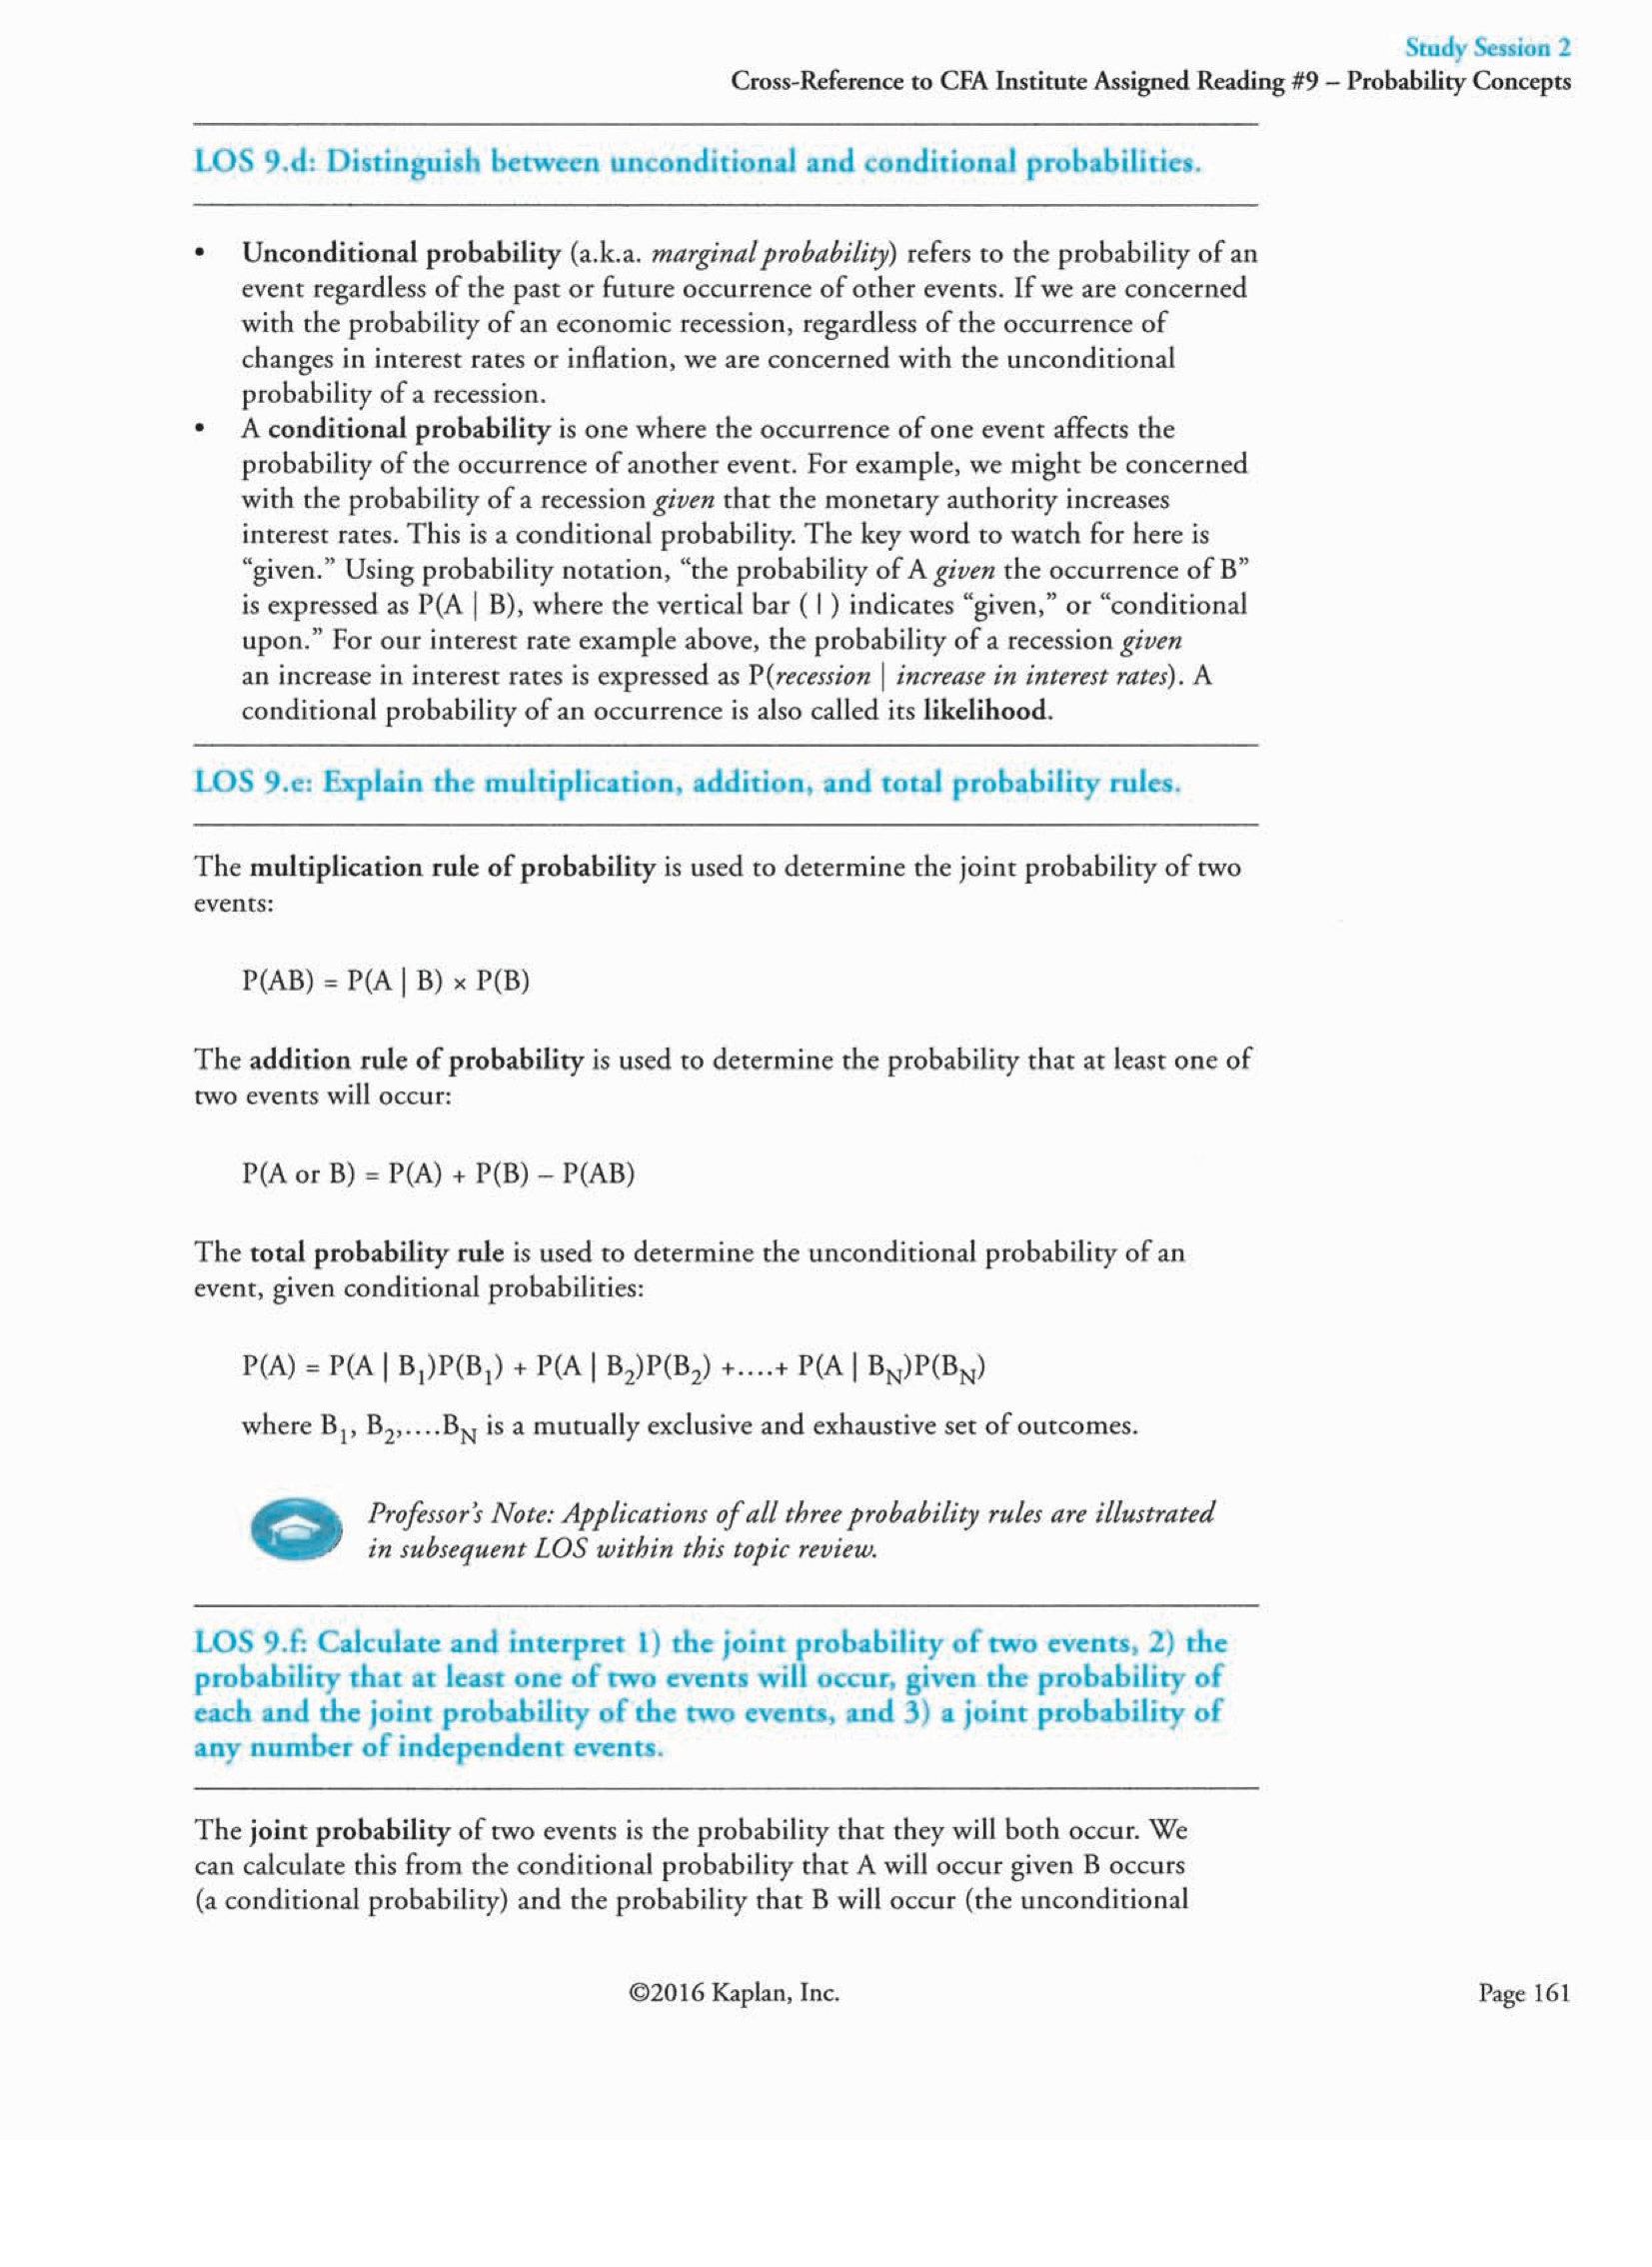 Study Session 2
Cross-Reference to CFA Institute Assigned Reading #9 – Probability Concepts
LOS 9.d: Distinguish between unconditional and conditional probabilities.
• Unconditional probability (a.k.a. marginal probability) refers to the probability of an
event regardless of the past or future occurrence of other events. If we are concerned
with the probability of an economic recession, regardless of the occurrence of
changes in interest rates or inflation, we are concerned with the unconditional
probability of a recession.
• A conditional probability is one where the occurrence of one event affects the
probability of the occurrence of another event. For example, we might be concerned
with the probability of a recession given that the monetary authority increases
interest rates. This is a conditional probability. The key word to watch for here is
“given.” Using probability notation, “the probability of A given the occurrence of B”
is expressed as P(A | B), where the vertical bar ( | ) indicates “given,” or “conditional
upon.” For our interest rate example above, the probability of a recession given
an increase in interest rates is expressed as P(recession | increase in interest rates). A
conditional probability of an occurrence is also called its likelihood.
LOS 9.e: Explain the multiplication, addition, and total probability rules.
The multiplication rule of probability is used to determine the joint probability of two
events:
P(AB) = P(A | B) × P(B)
The addition rule of probability is used to determine the probability that at least one of
two events will occur:
P(A or B) = P(A) + P(B) – P(AB)
The total probability rule is used to determine the unconditional probability of an
event, given conditional probabilities:
P(A) = P(A | B₁)P(B₁) + P(A | B₂)P(B₂) +....+ P(A | B_N)P(B_N)
where B₁, B₂,....B_N is a mutually exclusive and exhaustive set of outcomes.
Professor's Note: Applications of all three probability rules are illustrated
in subsequent LOS within this topic review.
LOS 9.f: Calculate and interpret 1) the joint probability of two events, 2) the
probability that at least one of two events will occur, given the probability of
each and the joint probability of the two events, and 3) a joint probability of
any number of independent events.
The joint probability of two events is the probability that they will both occur. We
can calculate this from the conditional probability that A will occur given B occurs
(a conditional probability) and the probability that B will occur (the unconditional
©2016 Kaplan, Inc.
Page 161